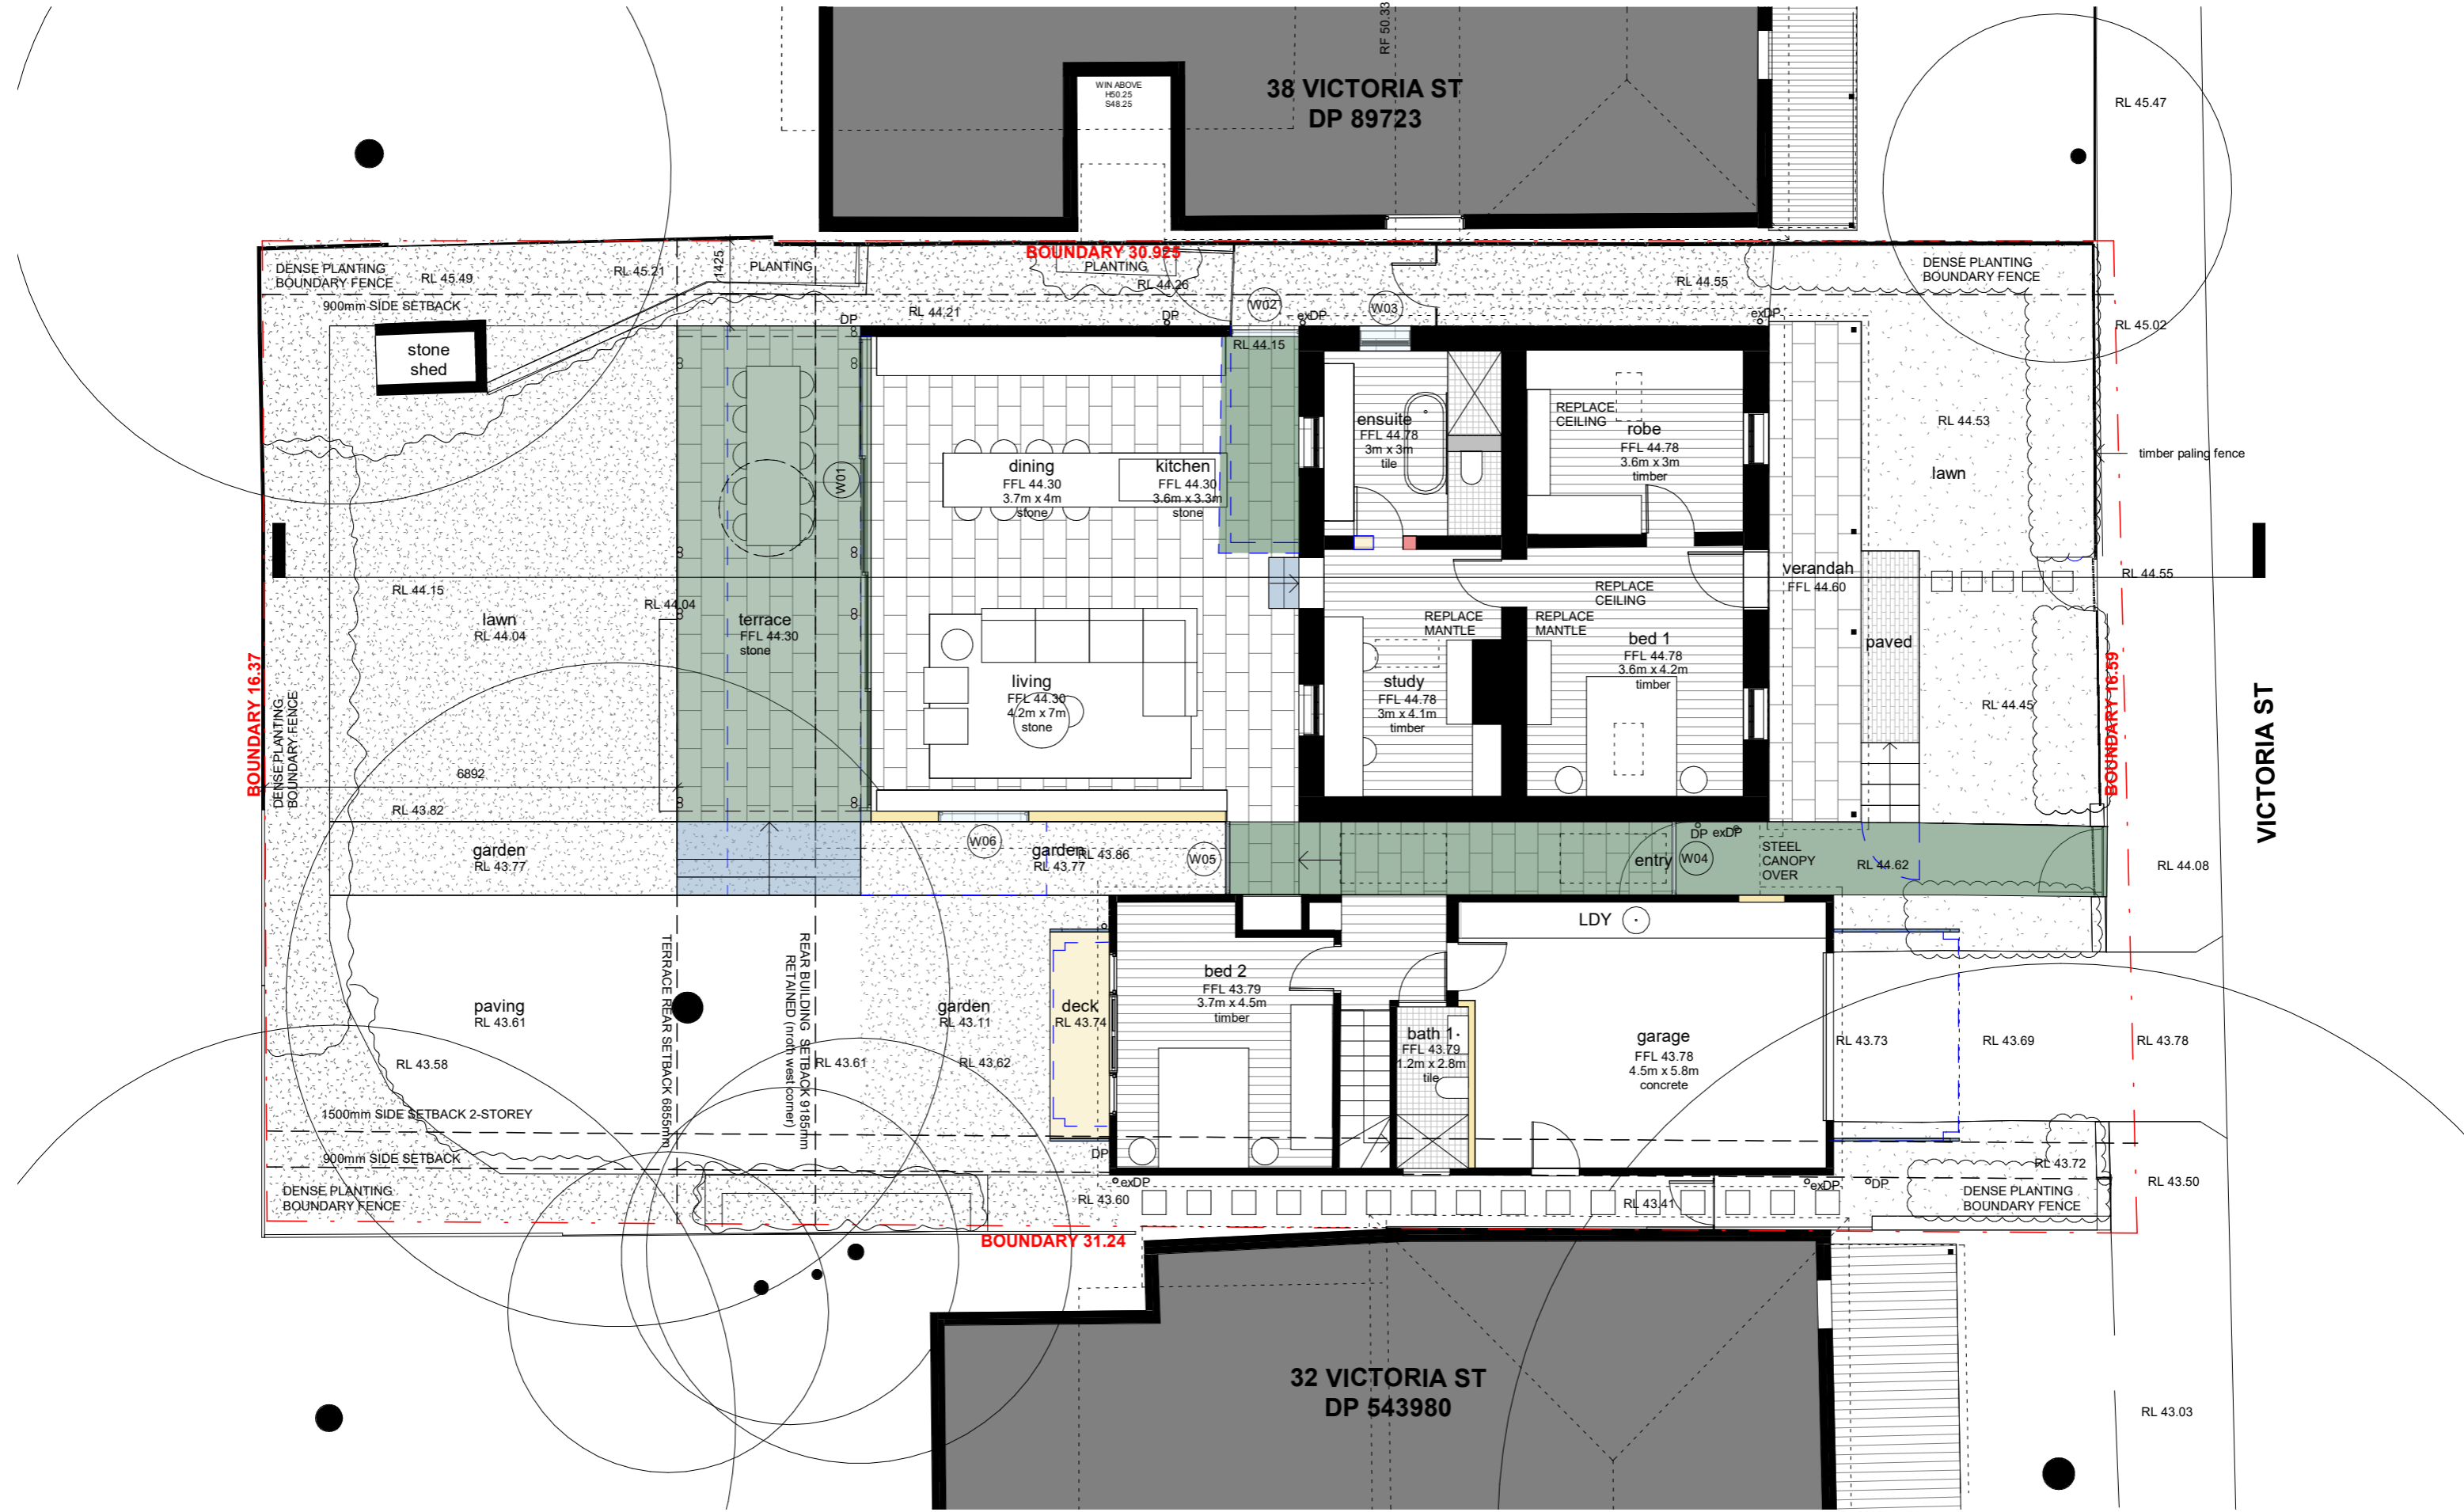 RF 50.33
WIN ABOVE
H50.25
S48.25
38 VICTORIA ST
DP 89723
RL 45.47
BOUNDARY 30.925
DENSE PLANTING
BOUNDARY FENCE
RL 45.49
RL 45.21
1425
PLANTING
PLANTING
RL 44.26
RL 44.55
DENSE PLANTING
BOUNDARY FENCE
900mm SIDE SETBACK
RL 44.21
DP
DP
W02
exDP
W03
exDP
RL 45.02
stone
shed
RL 44.15
ensuite
FFL 44.78
3m x 3m
tile
REPLACE
CEILING
robe
FFL 44.78
3.6m x 3m
timber
RL 44.53
lawn
timber paling fence
W01
dining
FFL 44.30
3.7m x 4m
stone
kitchen
FFL 44.30
3.6m x 3.3m
stone
RL 44.15
lawn
RL 44.04
RL 44.04
terrace
FFL 44.30
stone
verandah
FFL 44.60
RL 44.55
REPLACE
CEILING
REPLACE
MANTLE
REPLACE
MANTLE
bed 1
FFL 44.78
3.6m x 4.2m
timber
paved
living
FFL 44.30
4.2m x 7m
stone
study
FFL 44.78
3m x 4.1m
timber
RL 44.45
BOUNDARY 16.37
DENSE PLANTING
BOUNDARY FENCE
BOUNDARY 16.59
VICTORIA ST
6892
RL 43.82
garden
RL 43.77
W06
garden
RL 43.77
RL 43.86
W05
entry
W04
DP
exDP
STEEL
CANOPY
OVER
RL 44.62
RL 44.08
LDY
TERRACE REAR SETBACK 6855mm
REAR BUILDING SETBACK 9185mm
RETAINED (nroth west corner)
paving
RL 43.61
garden
RL 43.11
deck
RL 43.74
bed 2
FFL 43.79
3.7m x 4.5m
timber
bath 1
FFL 43.79
1.2m x 2.8m
tile
garage
FFL 43.78
4.5m x 5.8m
concrete
RL 43.73
RL 43.69
RL 43.78
RL 43.58
RL 43.61
RL 43.62
1500mm SIDE SETBACK 2-STOREY
900mm SIDE SETBACK
DP
RL 43.72
DENSE PLANTING
BOUNDARY FENCE
exDP
RL 43.60
RL 43.41
exDP
DP
DENSE PLANTING
BOUNDARY FENCE
RL 43.50
BOUNDARY 31.24
32 VICTORIA ST
DP 543980
RL 43.03